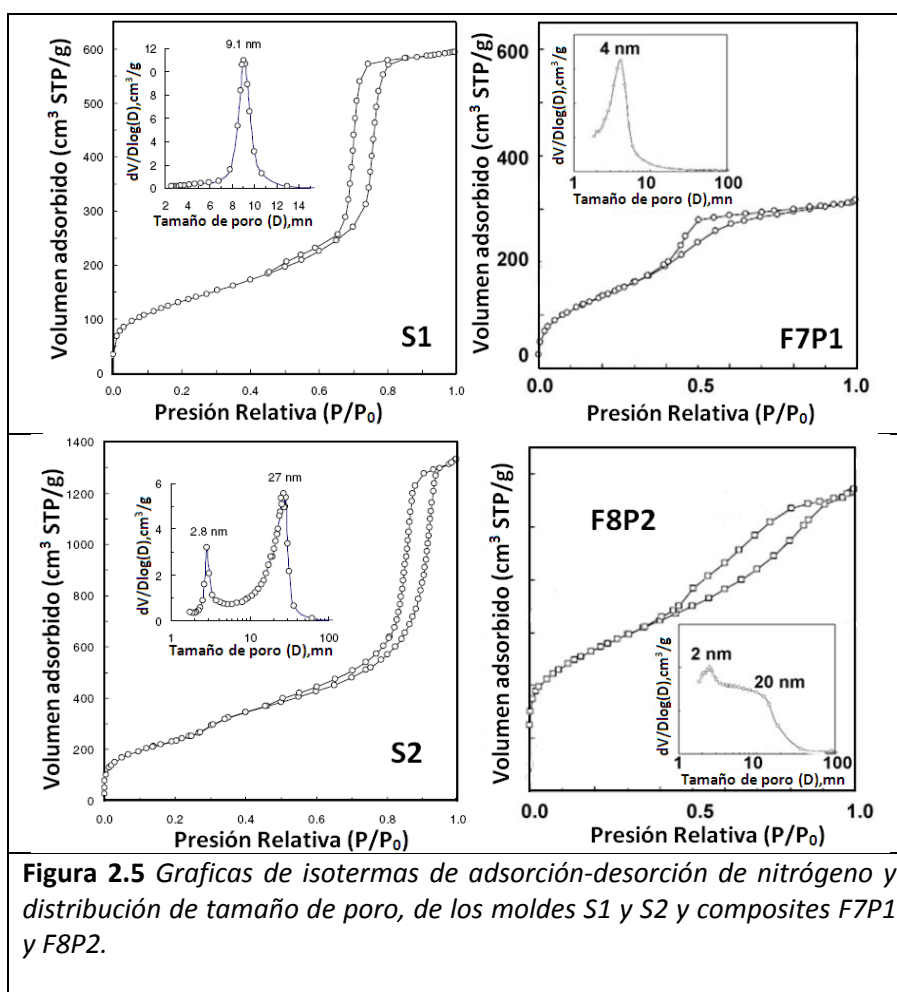 9.1 nm
dV/Dlog(D),cm³/g
12
10
8
6
4
2
0
2 4 6 8 10 12 14
Tamaño de poro (D),mn
Volumen adsorbido (cm³ STP/g)
600
500
400
300
200
100
0
S1
0.0 0.2 0.4 0.6 0.8 1.0
Presión Relativa (P/P₀)
4 nm
dV/Dlog(D),cm³/g
1 10 100
Tamaño de poro (D),mn
Volumen adsorbido (cm³ STP/g)
600
400
200
0
F7P1
0.0 0.5 1.0
Presión Relativa (P/P₀)
27 nm
2.8 nm
dV/Dlog(D),cm³/g
6
5
4
3
2
1
0
1 10 100
Tamaño de poro (D),mn
Volumen adsorbido (cm³ STP/g)
1400
1200
1000
800
600
400
200
0
S2
0.0 0.2 0.4 0.6 0.8 1.0
Presión Relativa (P/P₀)
F8P2
Volumen adsorbido (cm³ STP/g)
2 nm
20 nm
dV/Dlog(D),cm³/g
1 10 100
Tamaño de poro (D),mn
0.0 0.5 1.0
Presión Relativa (P/P₀)
Figura 2.5 Graficas de isotermas de adsorción-desorción de nitrógeno y
distribución de tamaño de poro, de los moldes S1 y S2 y composites F7P1
y F8P2.